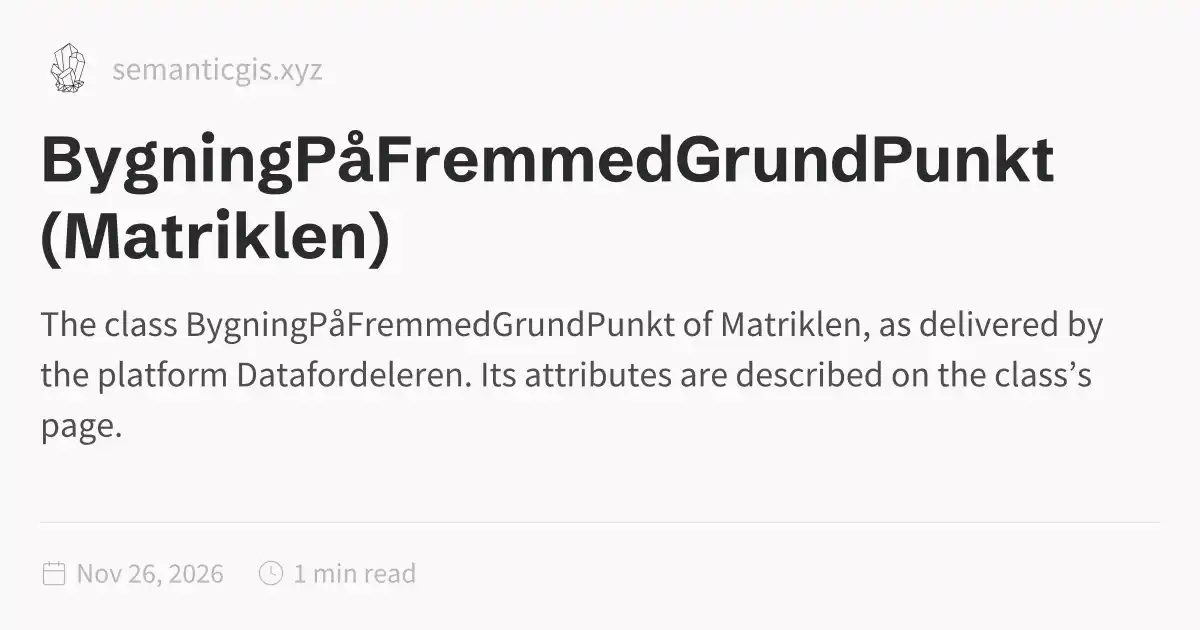 semanticgis.xyz
BygningPåFremmedGrundPunkt
(Matriklen)
The class BygningPåFremmedGrundPunkt of Matriklen, as delivered by
the platform Datafordeleren. Its attributes are described on the class’s
page.
Nov 26, 2026
1 min read